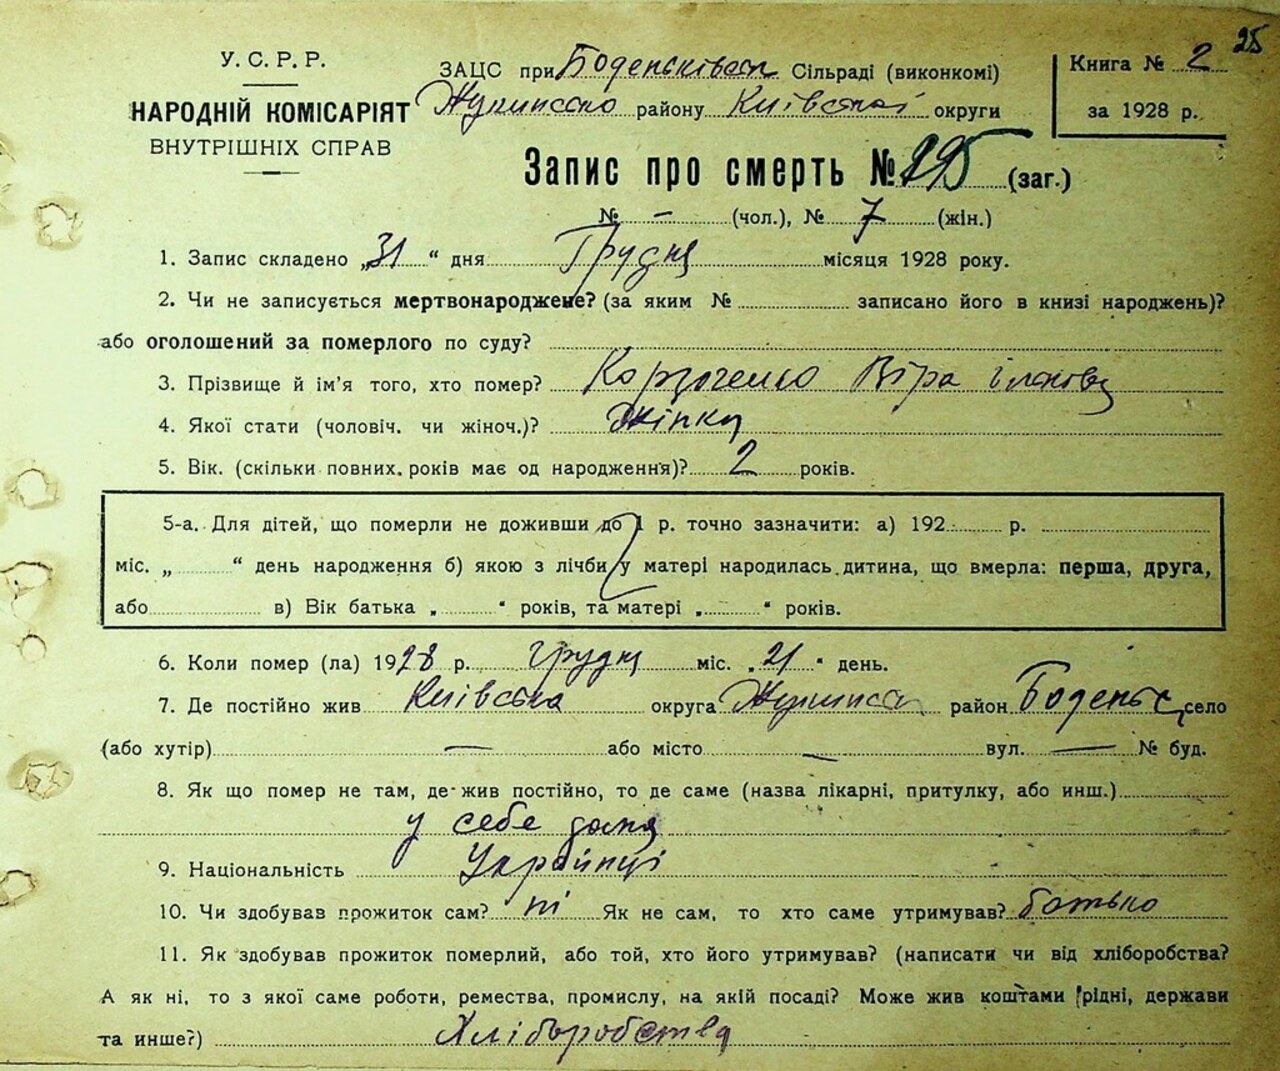 25
У. С. Р. Р.
НАРОДНІЙ КОМІСАРІЯТ
ВНУТРІШНІХ СПРАВ
ЗАЦС при Сільраді (виконкомі)
району Київської округи
Книга № 2
за 1928 р.
Запис про смерть № 295 (заг.)
№ — (чол.), № 7 (жін.)
1. Запис складено „31“ дня Грудня місяця 1928 року.
2. Чи не записується мертвонароджене? (за яким № записано його в книзі народжень)?
або оголошений за померлого по суду?
3. Прізвище й ім'я того, хто помер? Віра
4. Якої стати (чоловіч. чи жіноч.)? жінка
5. Вік. (скільки повних. років має од народження)? 2 років.
5-а. Для дітей, що померли не доживши до 1 р. точно зазначити: а) 192 р.
міс. „ “ день народження б) якою з лічби у матері народилась дитина, що вмерла: перша, друга,
або в) Вік батька „ “ років, та матері „ “ років.
6. Коли помер (ла) 1928 р. грудня міс. „21“ день.
7. Де постійно жив Київська округа район село
(або хутір) — або місто — вул. — № буд.
8. Як що помер не там, де жив постійно, то де саме (назва лікарні, притулку, або инш.)
у себе дома
9. Національність Українці
10. Чи здобував прожиток сам? ні Як не сам, то хто саме утримував? батько
11. Як здобував прожиток померлий, або той, хто його утримував? (написати чи від хліборобства?
А як ні, то з якої саме роботи, ремества, промислу, на якій посаді? Може жив коштами рідні, держави
та инше?) Хліборобства